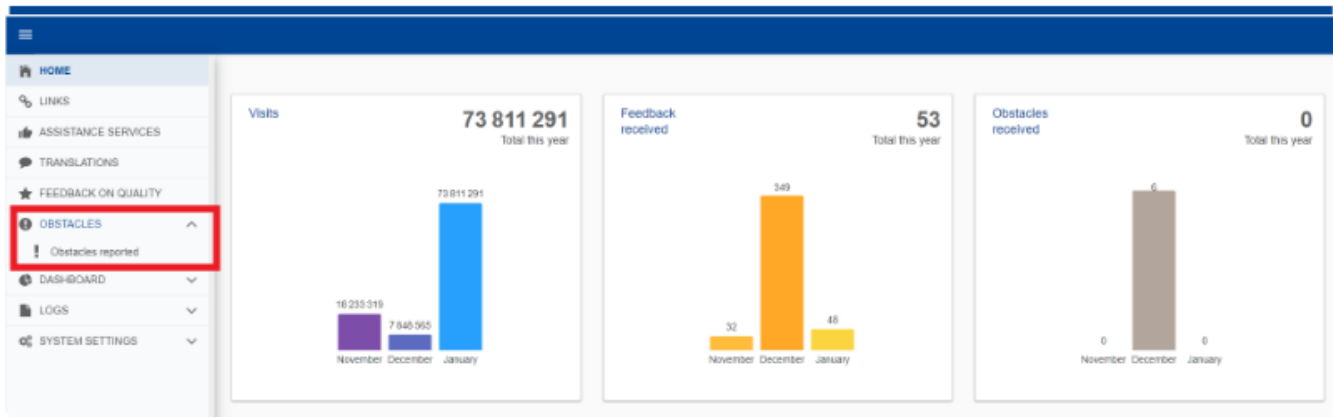 HOME
LINKS
ASSISTANCE SERVICES
TRANSLATIONS
FEEDBACK ON QUALITY
OBSTACLES
Obstacles reported
DASHBOARD
LOGS
SYSTEM SETTINGS
Visits
73 811 291
Total this year
73 811 291
16 233 319
7 848 565
November December January
Feedback
received
53
Total this year
349
32
48
November December January
Obstacles
received
0
Total this year
6
0
0
November December January